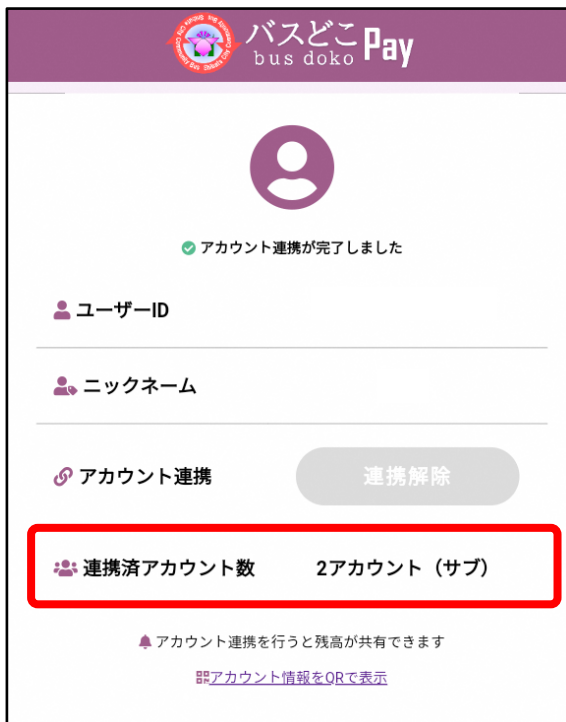 バスどこ Pay
bus doko
アカウント連携が完了しました
ユーザーID
ニックネーム
アカウント連携 連携解除
連携済アカウント数 2アカウント（サブ）
アカウント連携を行うと残高が共有できます
アカウント情報をQRで表示